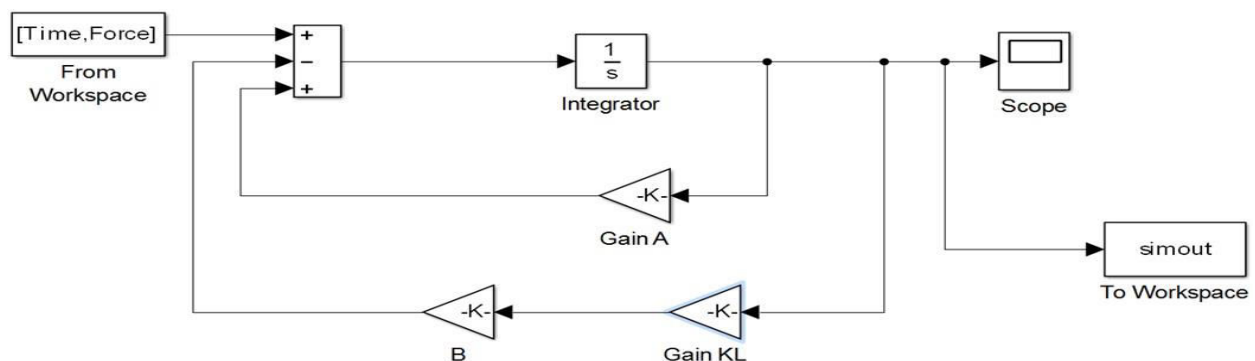 [Time,Force]
From
Workspace
+
−
+
1
s
Integrator
Scope
-K-
Gain A
simout
To Workspace
-K-
B
-K-
Gain KL